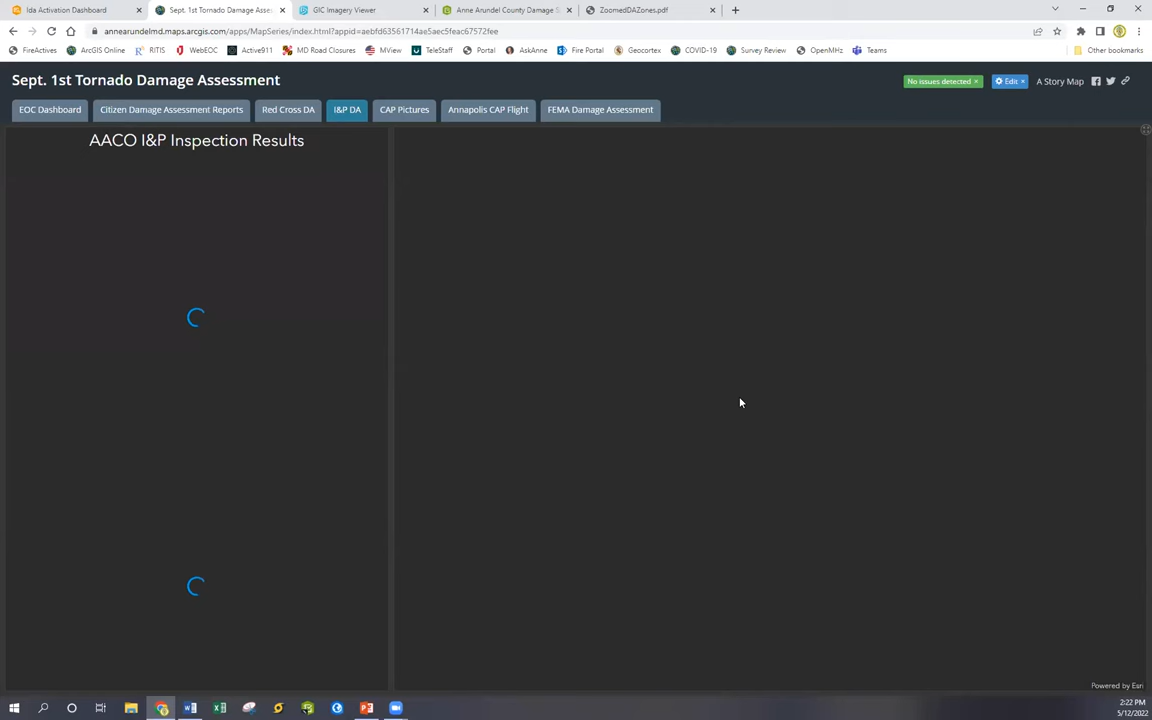 Ida Activation Dashboard
Sept. 1st Tornado Damage Asses
GIC Imagery Viewer
Anne Arundel County Damage S
ZoomedDAZones.pdf
annearundelmd.maps.arcgis.com/apps/MapSeries/index.html?appid=aebfd63561714ae5aec5feac67572fee
FireActives
ArcGIS Online
RITIS
WebEOC
Active911
MD Road Closures
MView
TeleStaff
Portal
AskAnne
Fire Portal
Geocortex
COVID-19
Survey Review
OpenMHz
Teams
Other bookmarks
Sept. 1st Tornado Damage Assessment
No issues detected ×
Edit ×
A Story Map
EOC Dashboard
Citizen Damage Assessment Reports
Red Cross DA
I&P DA
CAP Pictures
Annapolis CAP Flight
FEMA Damage Assessment
AACO I&P Inspection Results
Powered by Esri
2:22 PM
5/12/2022